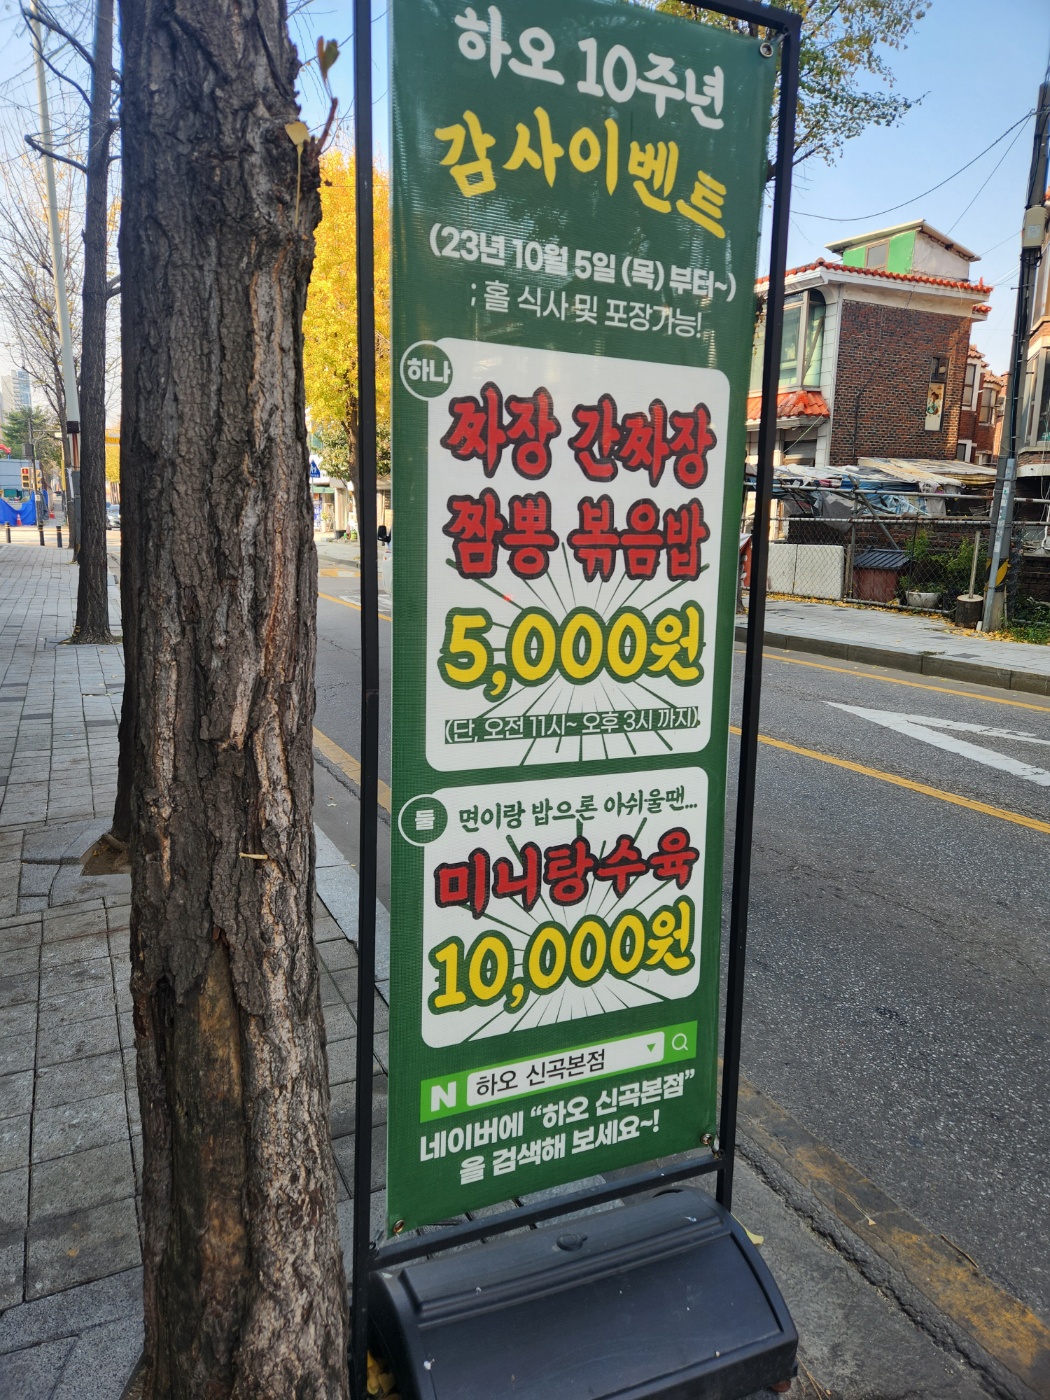 하오 10주년
감사이벤트
(23년 10월 5일 (목) 부터~)
; 홀 식사 및 포장가능!
하나
짜장 간짜장
짬뽕 볶음밥
5,000원
(단, 오전 11시~ 오후 3시 까지)
둘
면이랑 밥으론 아쉬울땐...
미니탕수육
10,000원
N 하오 신곡본점
네이버에 “하오 신곡본점”
을 검색해 보세요~!